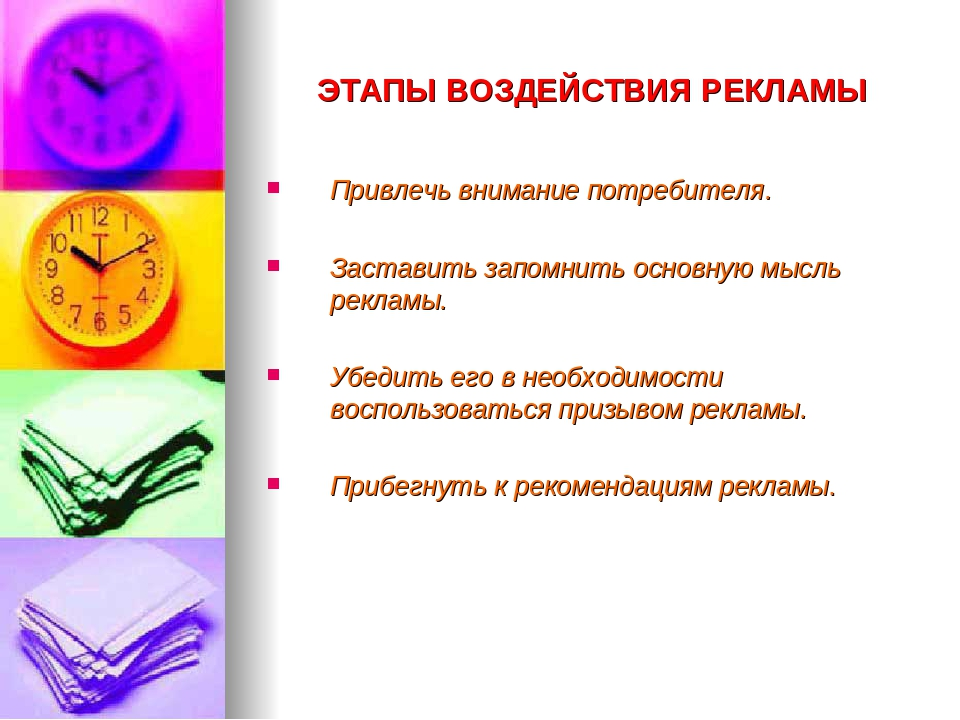 ЭТАПЫ ВОЗДЕЙСТВИЯ РЕКЛАМЫ
Привлечь внимание потребителя.
Заставить запомнить основную мысль
рекламы.
Убедить его в необходимости
воспользоваться призывом рекламы.
Прибегнуть к рекомендациям рекламы.